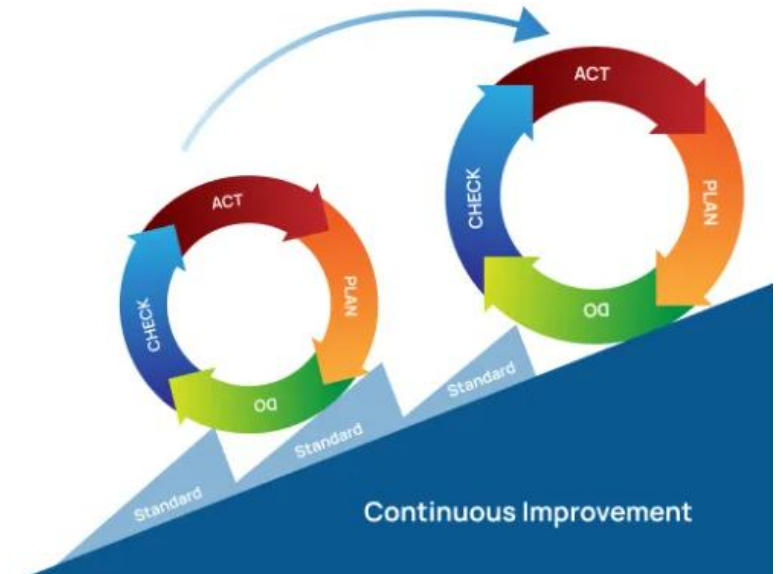 ACT
PLAN
DO
CHECK
ACT
PLAN
DO
CHECK
Standard
Standard
Standard
Continuous Improvement